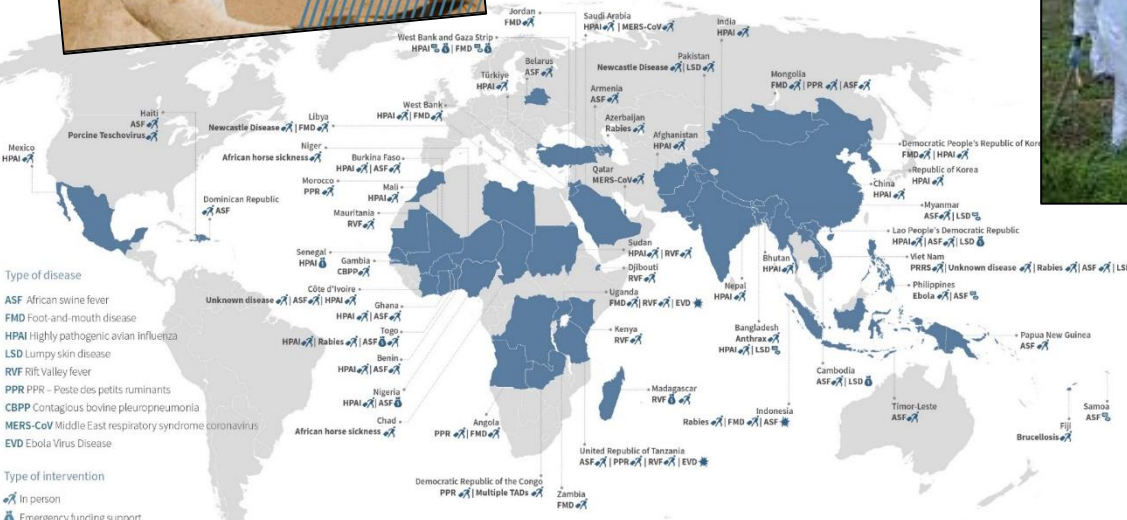 Jordan
FMD
Saudi Arabia
HPAI | MERS-CoV
India
HPAI
West Bank and Gaza Strip
HPAI | FMD
Belarus
ASF
Pakistan
Newcastle Disease | LSD
Türkiye
HPAI
Mongolia
FMD | PPR | ASF
Armenia
ASF
Haiti
ASF
Porcine Teschovirus
Libya
Newcastle Disease | FMD
West Bank
HPAI | FMD
Azerbaijan
Rabies
Afghanistan
HPAI
Mexico
HPAI
Niger
African horse sickness
Burkina Faso
HPAI | ASF
Democratic People's Republic of Kore
FMD | HPAI
Qatar
MERS-CoV
Republic of Korea
HPAI
Morocco
PPR
Mali
HPAI
China
HPAI
Dominican Republic
ASF
Mauritania
RVF
Myanmar
ASF | LSD
Lao People's Democratic Republic
HPAI | ASF | LSD
Senegal
HPAI
Gambia
CBPP
Sudan
HPAI | RVF
Djibouti
RVF
Bhutan
HPAI
Viet Nam
PRRS | Unknown disease | Rabies | ASF | LS
Nepal
HPAI
Philippines
Ebola | ASF
Côte d'Ivoire
Unknown disease | ASF | HPAI
Uganda
FMD | RVF | EVD
Ghana
HPAI | ASF
Togo
HPAI | Rabies | ASF
Kenya
RVF
Bangladesh
Anthrax
HPAI | LSD
Papua New Guinea
ASF
Benin
HPAI | ASF
Cambodia
ASF | LSD
Nigeria
HPAI | ASF
Madagascar
RVF
Indonesia
Rabies | FMD | ASF
Timor-Leste
ASF
Samoa
ASF
Chad
African horse sickness
Angola
PPR | FMD
Fiji
Brucellosis
United Republic of Tanzania
ASF | PPR | RVF | EVD
Democratic Republic of the Congo
PPR | Multiple TADs
Zambia
FMD
Type of disease
ASF African swine fever
FMD Foot-and-mouth disease
HPAI Highly pathogenic avian influenza
LSD Lumpy skin disease
RVF Rift Valley fever
PPR PPR – Peste des petits ruminants
CBPP Contagious bovine pleuropneumonia
MERS-CoV Middle East respiratory syndrome coronavirus
EVD Ebola Virus Disease
Type of intervention
In person
Emergency funding support